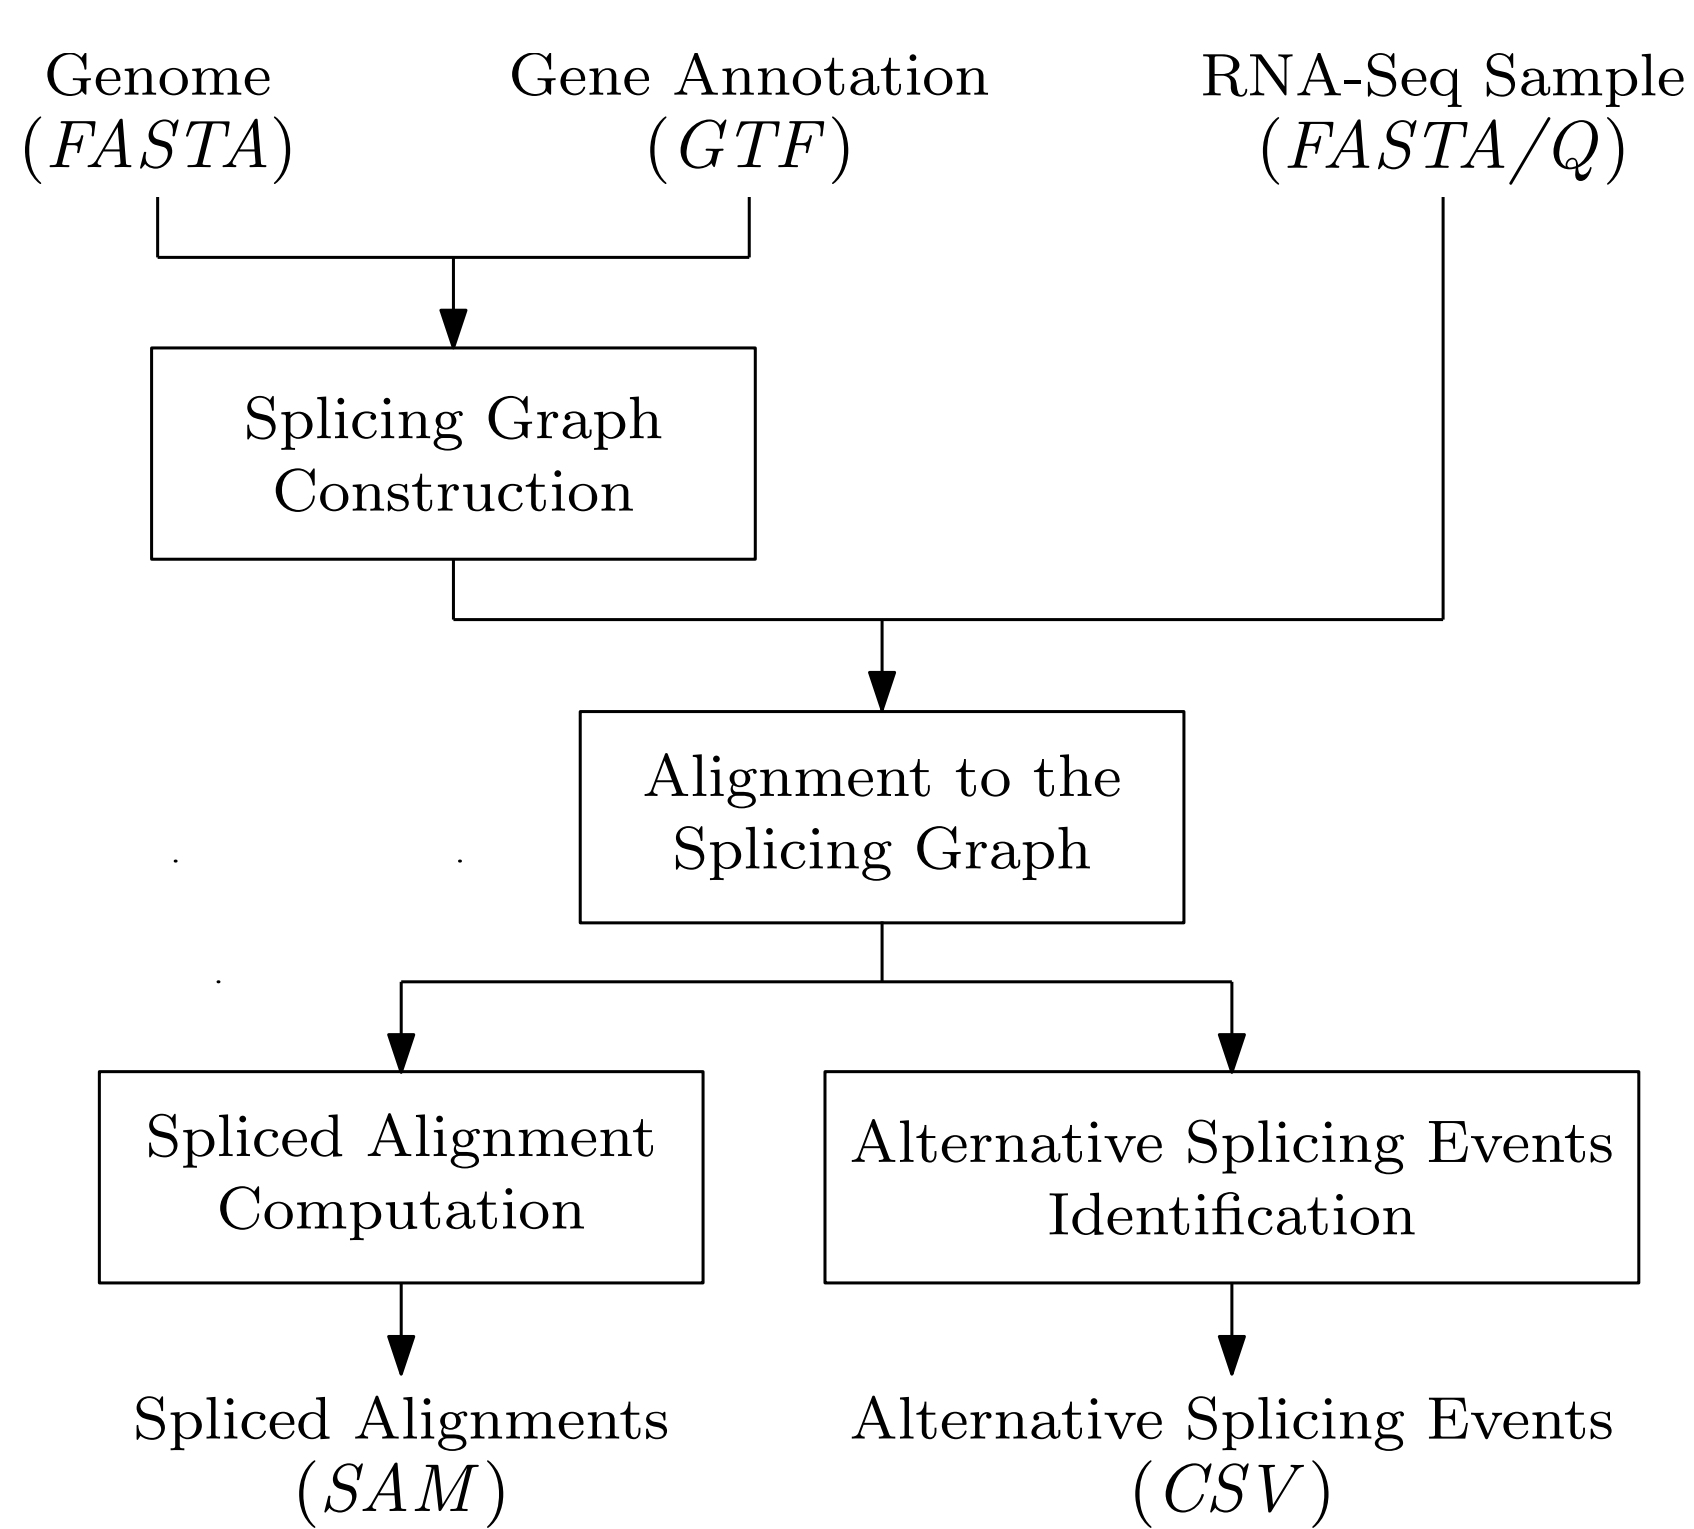 Genome
(FASTA)
Gene Annotation
(GTF)
RNA-Seq Sample
(FASTA/Q)
Splicing Graph
Construction
Alignment to the
Splicing Graph
Spliced Alignment
Computation
Alternative Splicing Events
Identification
Spliced Alignments
(SAM)
Alternative Splicing Events
(CSV)